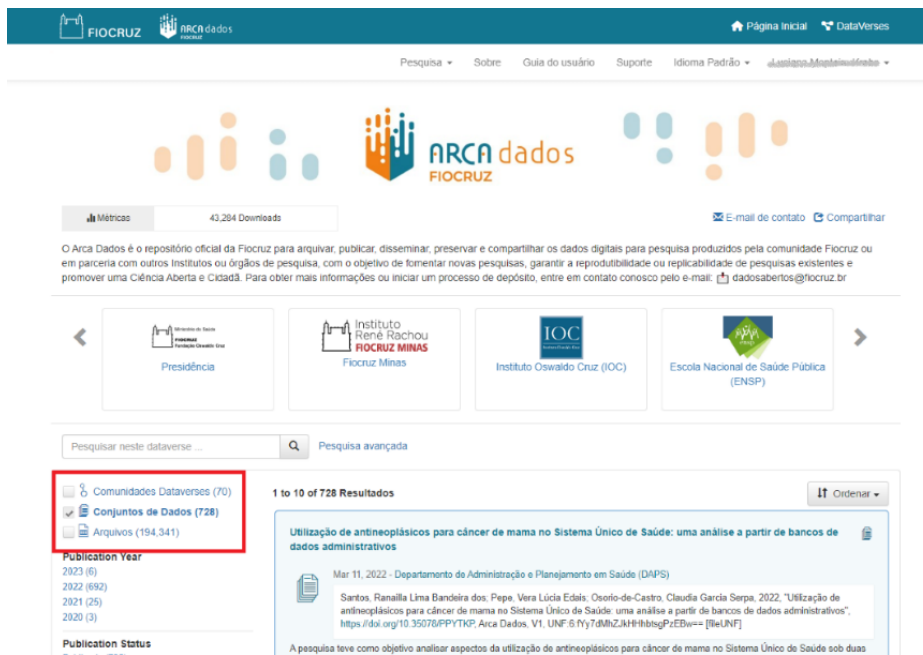 FIOCRUZ ARCA dados FIOCRUZ Página Inicial DataVerses
Pesquisa Sobre Guia do usuário Suporte Idioma Padrão
ARCA dados
FIOCRUZ
Métricas 43,284 Downloads E-mail de contato Compartilhar
O Arca Dados é o repositório oficial da Fiocruz para arquivar, publicar, disseminar, preservar e compartilhar os dados digitais para pesquisa produzidos pela comunidade Fiocruz ou
em parceria com outros Institutos ou órgãos de pesquisa, com o objetivo de fomentar novas pesquisas, garantir a reprodutibilidade ou replicabilidade de pesquisas existentes e
promover uma Ciência Aberta e Cidadã. Para obter mais informações ou iniciar um processo de depósito, entre em contato conosco pelo e-mail: dadosabertos@fiocruz.br
Ministério da Saúde
FIOCRUZ
Fundação Oswaldo Cruz
Presidência
Instituto
René Rachou
FIOCRUZ MINAS
Fiocruz Minas
IOC
Instituto Oswaldo Cruz
Instituto Oswaldo Cruz (IOC)
Escola Nacional de Saúde Pública
(ENSP)
Pesquisar neste dataverse ... Pesquisa avançada
Comunidades Dataverses (70)
Conjuntos de Dados (728)
Arquivos (194,341)
Publication Year
2023 (6)
2022 (692)
2021 (25)
2020 (3)
Publication Status
1 to 10 of 728 Resultados Ordenar
Utilização de antineoplásicos para câncer de mama no Sistema Único de Saúde: uma análise a partir de bancos de
dados administrativos
Mar 11, 2022 - Departamento de Administração e Planejamento em Saúde (DAPS)
Santos, Ranailla Lima Bandeira dos; Pepe, Vera Lúcia Edais; Osorio-de-Castro, Claudia Garcia Serpa, 2022, "Utilização de
antineoplásicos para câncer de mama no Sistema Único de Saúde: uma análise a partir de bancos de dados administrativos",
https://doi.org/10.35078/PPYTKP, Arca Dados, V1, UNF:6:fYy7dMhZJkHHhbtsgPzEBw== [fileUNF]
A pesquisa teve como objetivo analisar aspectos da utilização de antineoplásicos para câncer de mama no Sistema Único de Saúde sob duas